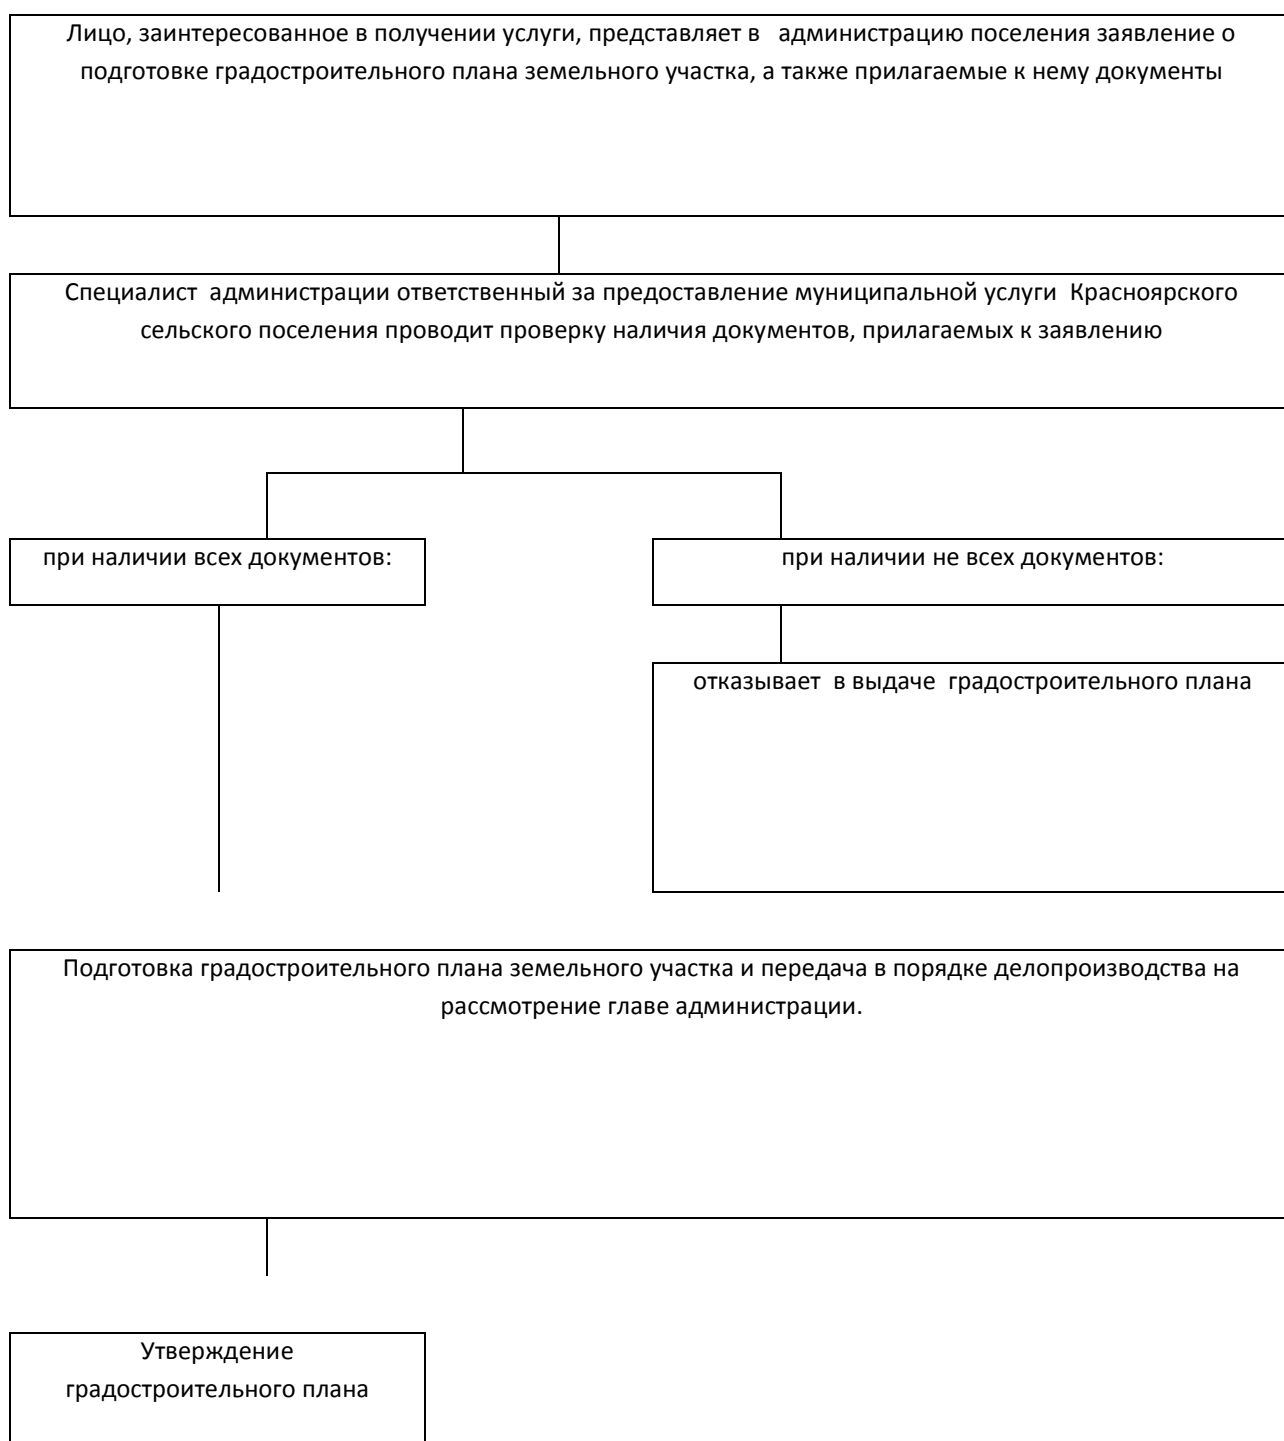 Лицо, заинтересованное в получении услуги, представляет в администрацию поселения заявление о
подготовке градостроительного плана земельного участка, а также прилагаемые к нему документы
Специалист администрации ответственный за предоставление муниципальной услуги Красноярского
сельского поселения проводит проверку наличия документов, прилагаемых к заявлению
при наличии всех документов:
при наличии не всех документов:
отказывает в выдаче градостроительного плана
Подготовка градостроительного плана земельного участка и передача в порядке делопроизводства на
рассмотрение главе администрации.
Утверждение
градостроительного плана